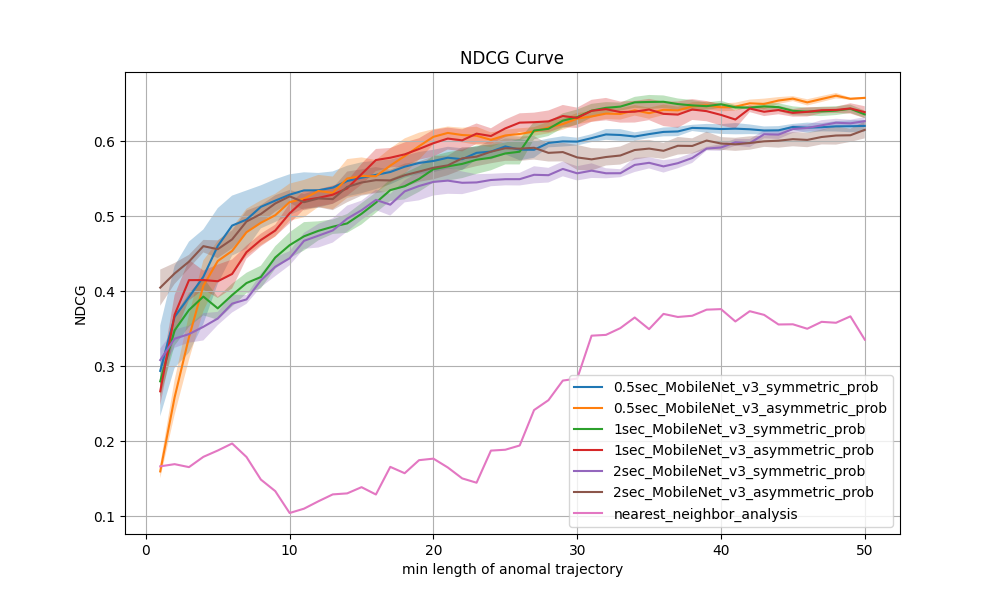 NDCG Curve
NDCG
0.6
0.5
0.4
0.3
0.2
0.1
0.5sec_MobileNet_v3_symmetric_prob
0.5sec_MobileNet_v3_asymmetric_prob
1sec_MobileNet_v3_symmetric_prob
1sec_MobileNet_v3_asymmetric_prob
2sec_MobileNet_v3_symmetric_prob
2sec_MobileNet_v3_asymmetric_prob
nearest_neighbor_analysis
0 10 20 30 40 50
min length of anomal trajectory